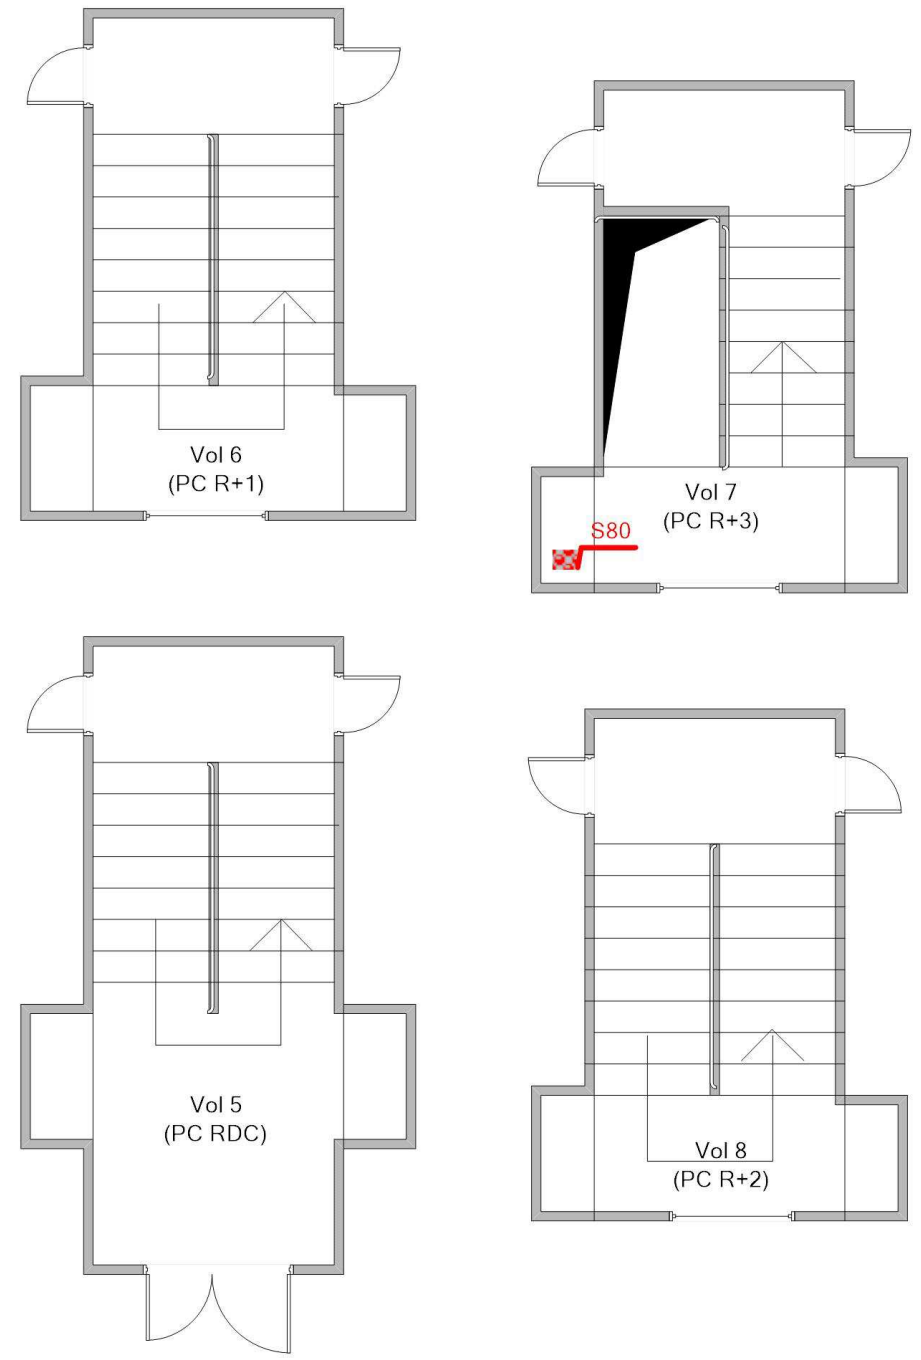 Vol 6
(PC R+1)
Vol 7
(PC R+3)
S80
Vol 5
(PC RDC)
Vol 8
(PC R+2)